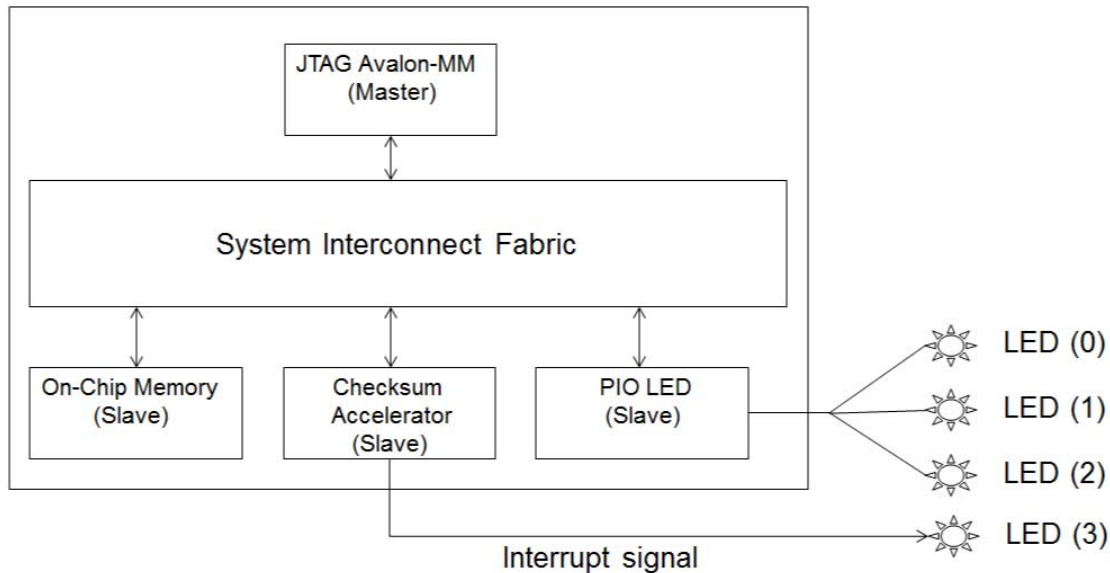 JTAG Avalon-MM
(Master)
System Interconnect Fabric
On-Chip Memory
(Slave)
Checksum
Accelerator
(Slave)
PIO LED
(Slave)
LED (0)
LED (1)
LED (2)
LED (3)
Interrupt signal